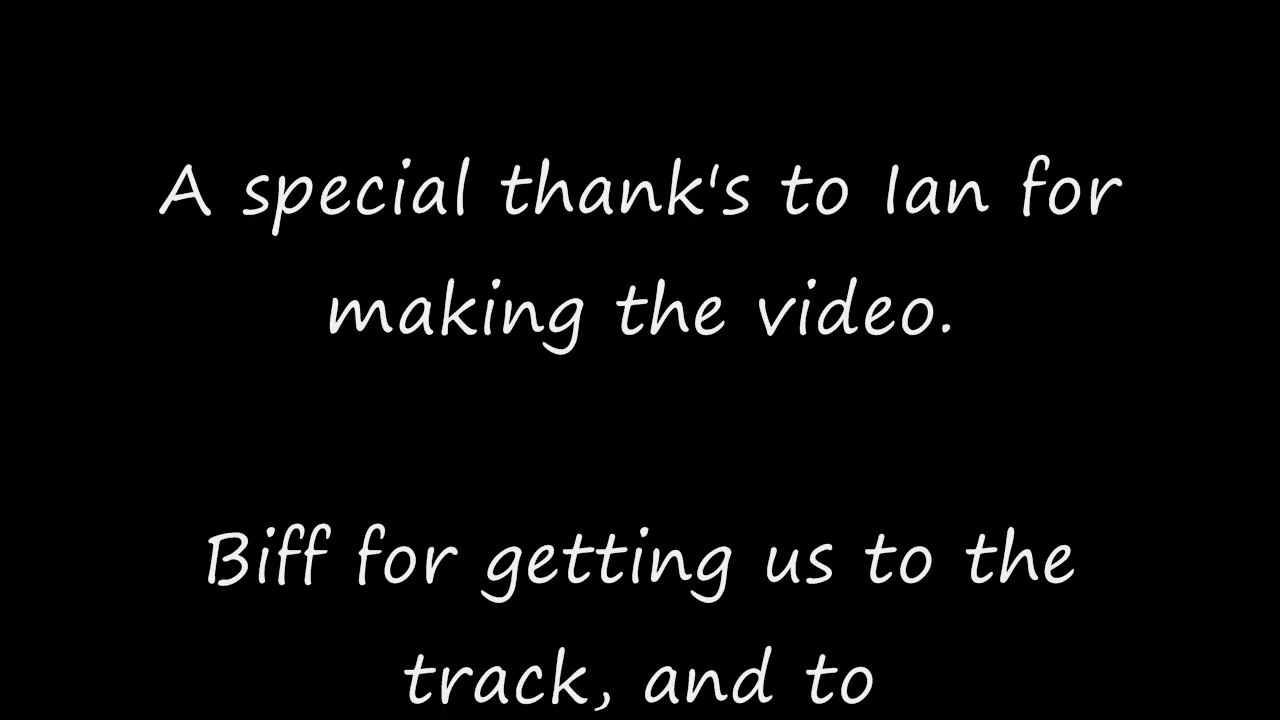 A special thank's to Ian for
making the video.
Biff for getting us to the
track, and to